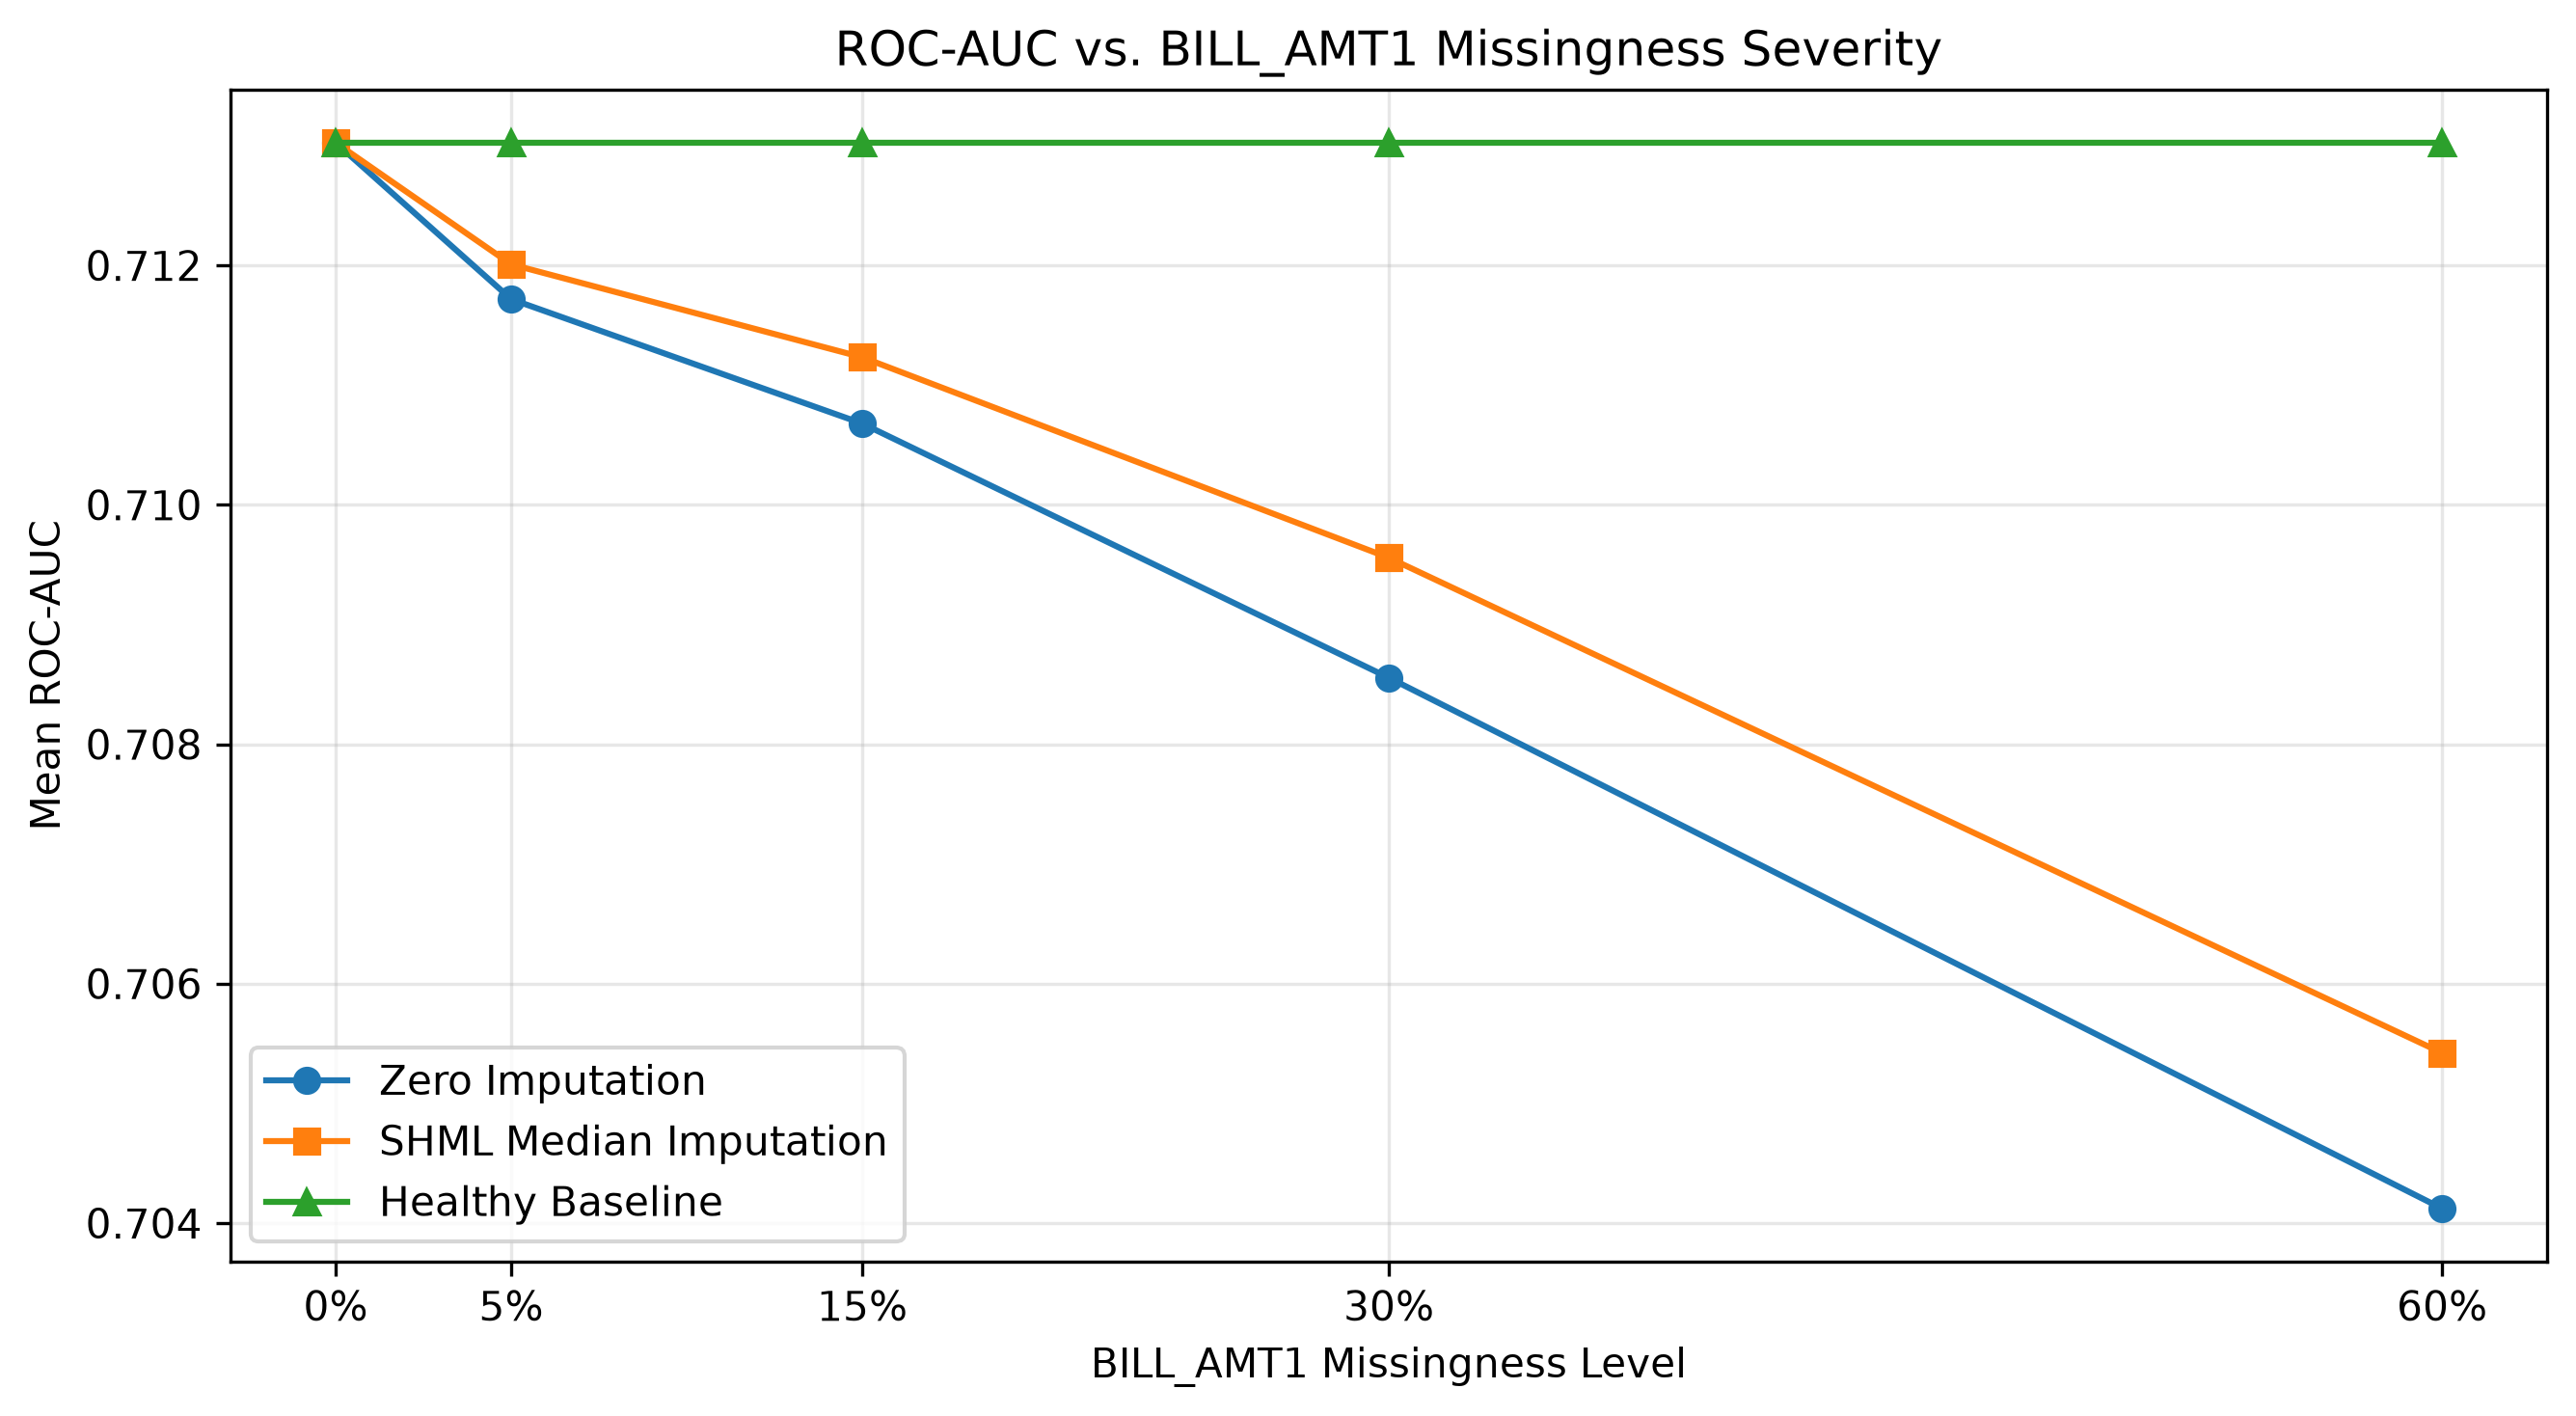 ROC-AUC vs. BILL_AMT1 Missingness Severity
Mean ROC-AUC
0.712
0.710
0.708
0.706
0.704
Zero Imputation
SHML Median Imputation
Healthy Baseline
0% 5% 15% 30% 60%
BILL_AMT1 Missingness Level